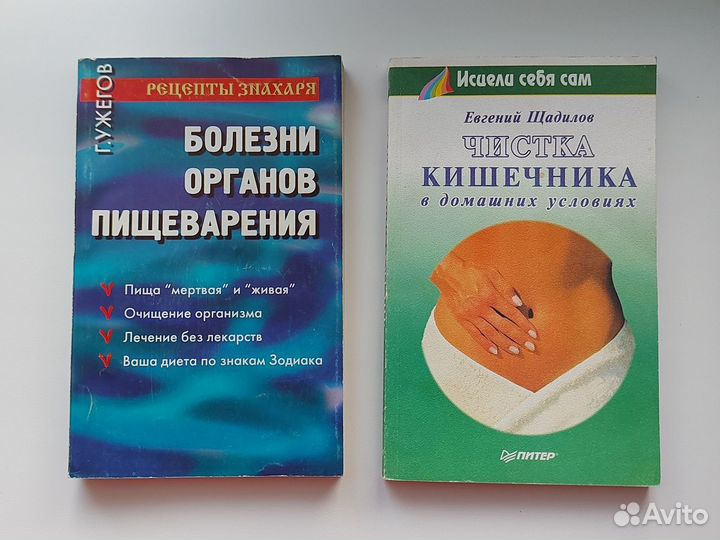 Г. УЖЕГОВ
РЕЦЕПТЫ ЗНАХАРЯ
БОЛЕЗНИ
ОРГАНОВ
ПИЩЕВАРЕНИЯ
Пища "мертвая" и "живая"
Очищение организма
Лечение без лекарств
Ваша диета по знакам Зодиака
Исцели себя сам
Евгений Щадилов
ЧИСТКА
КИШЕЧНИКА
в домашних условиях
ПИТЕР
Avito